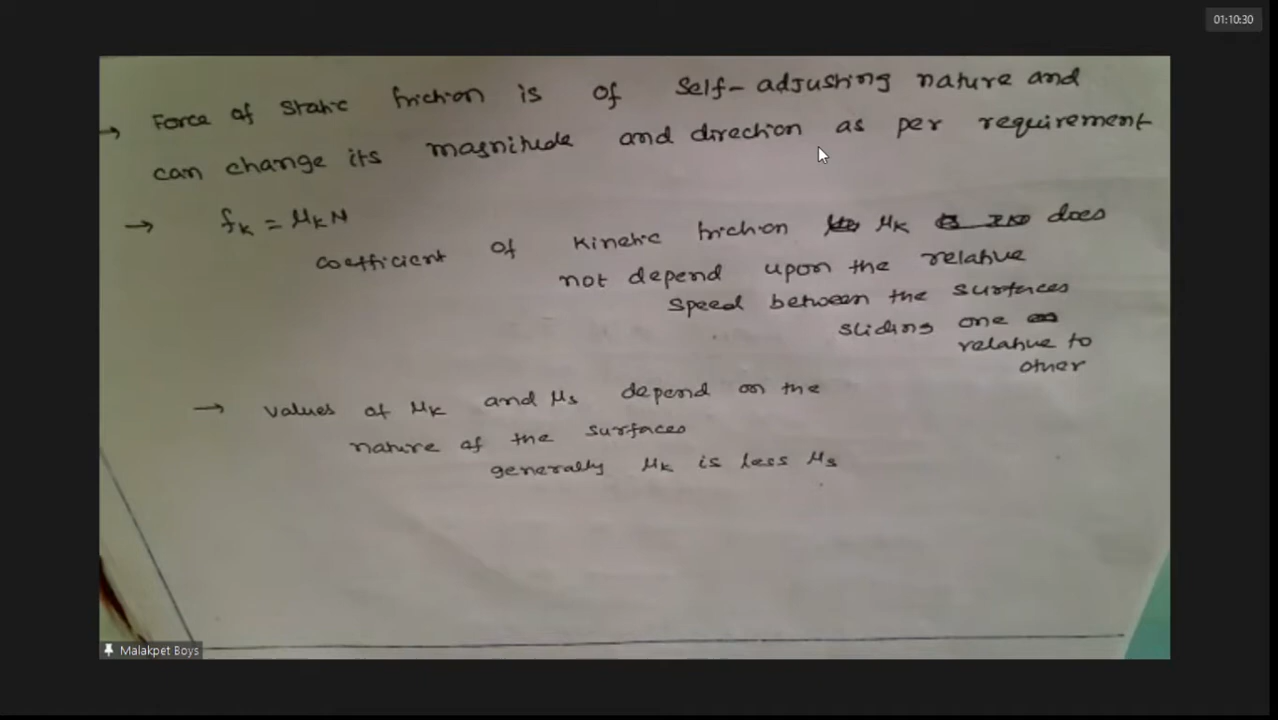 01:10:30
→ Force of static friction is of self-adjusting nature and
can change its magnitude and direction as per requirement
→ fk = μkN
coefficient of kinetic friction μk does
not depend upon the relative
speed between the surfaces
sliding one
relative to
other
→ values of μk and μs depend on the
nature of the surfaces
generally μk is less μs
Malakpet Boys